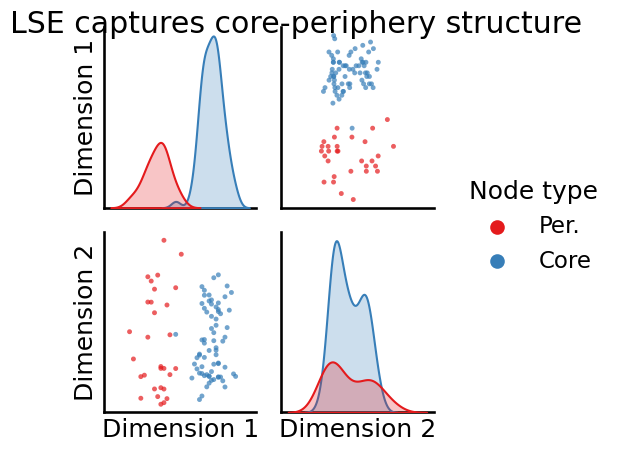 LSE captures core-periphery structure
Dimension 1
Node type
Per.
Core
Dimension 2
Dimension 1
Dimension 2